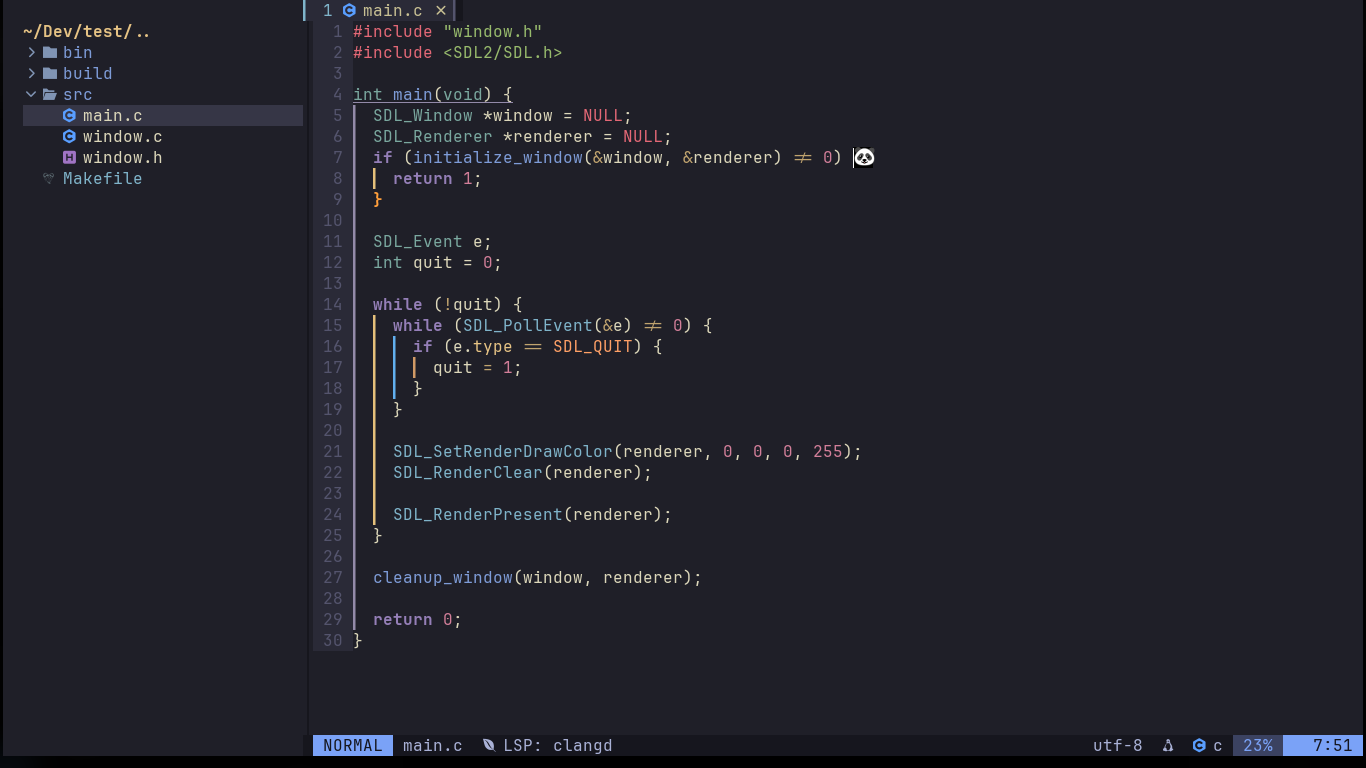 1 main.c ×
~/Dev/test/..
bin
build
src
main.c
window.c
window.h
Makefile
1 #include "window.h"
2 #include <SDL2/SDL.h>
3
4 int main(void) {
5 SDL_Window *window = NULL;
6 SDL_Renderer *renderer = NULL;
7 if (initialize_window(&window, &renderer) ≠ 0) 🐼
8 return 1;
9 }
10
11 SDL_Event e;
12 int quit = 0;
13
14 while (!quit) {
15 while (SDL_PollEvent(&e) ≠ 0) {
16 if (e.type == SDL_QUIT) {
17 quit = 1;
18 }
19 }
20
21 SDL_SetRenderDrawColor(renderer, 0, 0, 0, 255);
22 SDL_RenderClear(renderer);
23
24 SDL_RenderPresent(renderer);
25 }
26
27 cleanup_window(window, renderer);
28
29 return 0;
30 }
NORMAL main.c LSP: clangd utf-8 c 23% 7:51